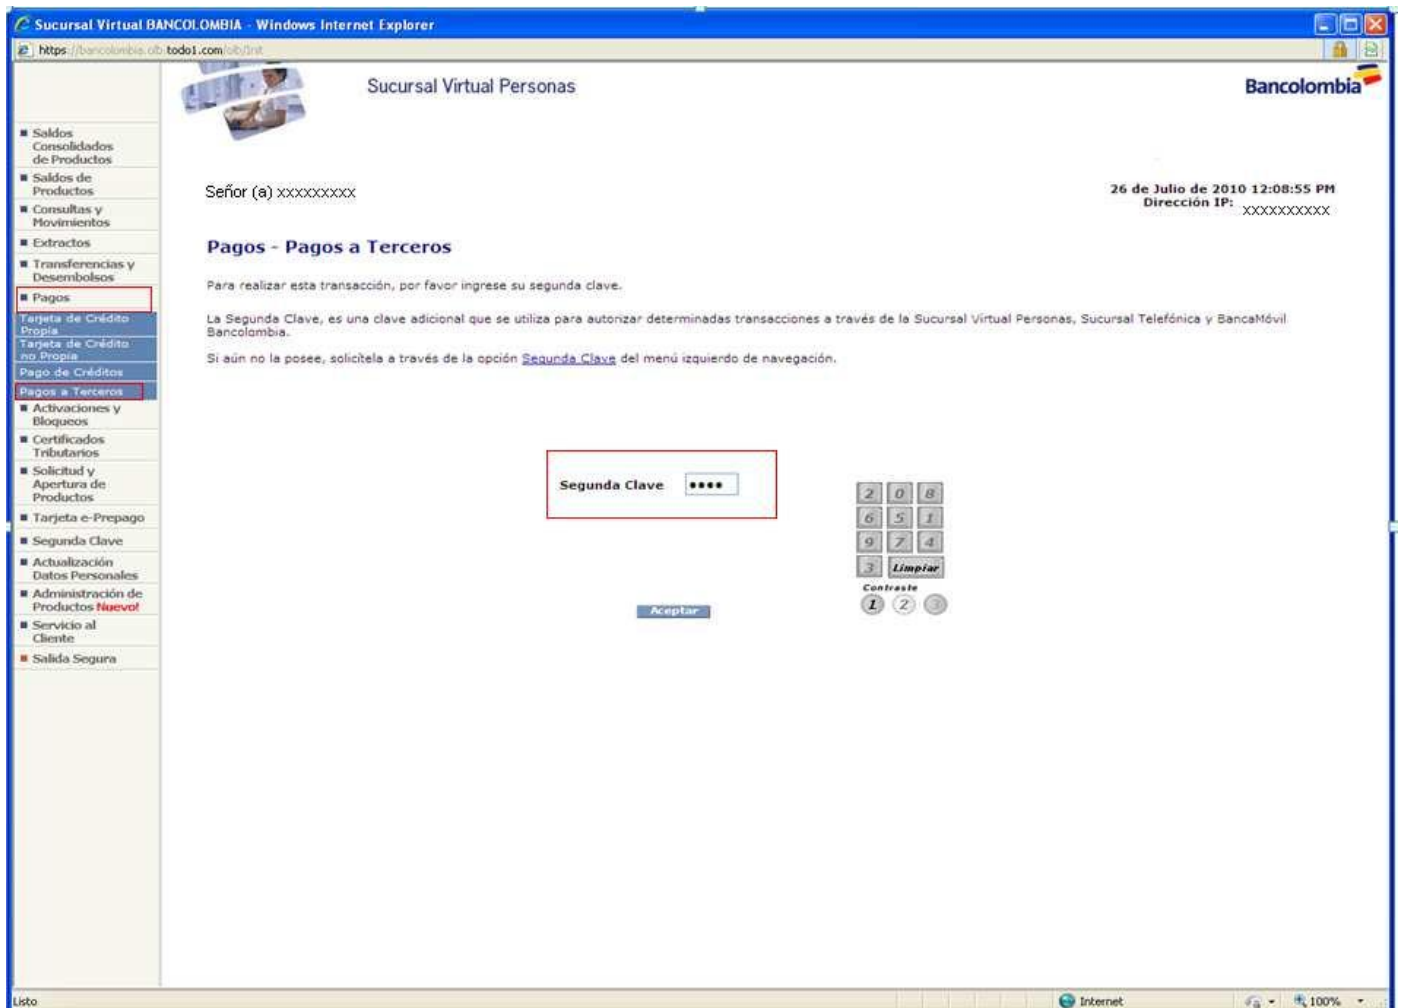 Sucursal Virtual BANCOLOMBIA - Windows Internet Explorer
https://bancolombia.olb.todo1.com/olb/Init
Sucursal Virtual Personas
Bancolombia
Saldos
Consolidados
de Productos
Saldos de
Productos
Consultas y
Movimientos
Extractos
Transferencias y
Desembolsos
Pagos
Tarjeta de Crédito
Propia
Tarjeta de Crédito
no Propia
Pago de Créditos
Pagos a Terceros
Activaciones y
Bloqueos
Certificados
Tributarios
Solicitud y
Apertura de
Productos
Tarjeta e-Prepago
Segunda Clave
Actualización
Datos Personales
Administración de
Productos Nuevo!
Servicio al
Cliente
Salida Segura
Señor (a) xxxxxxxxx
26 de Julio de 2010 12:08:55 PM
Dirección IP: xxxxxxxxxx
Pagos - Pagos a Terceros
Para realizar esta transacción, por favor ingrese su segunda clave.
La Segunda Clave, es una clave adicional que se utiliza para autorizar determinadas transacciones a través de la Sucursal Virtual Personas, Sucursal Telefónica y BancaMóvil
Bancolombia.
Si aún no la posee, solicítela a través de la opción Segunda Clave del menú izquierdo de navegación.
Segunda Clave ••••
2 0 8
6 5 1
9 7 4
3 Limpiar
Contraste
1 2 3
Aceptar
Listo
Internet
100%